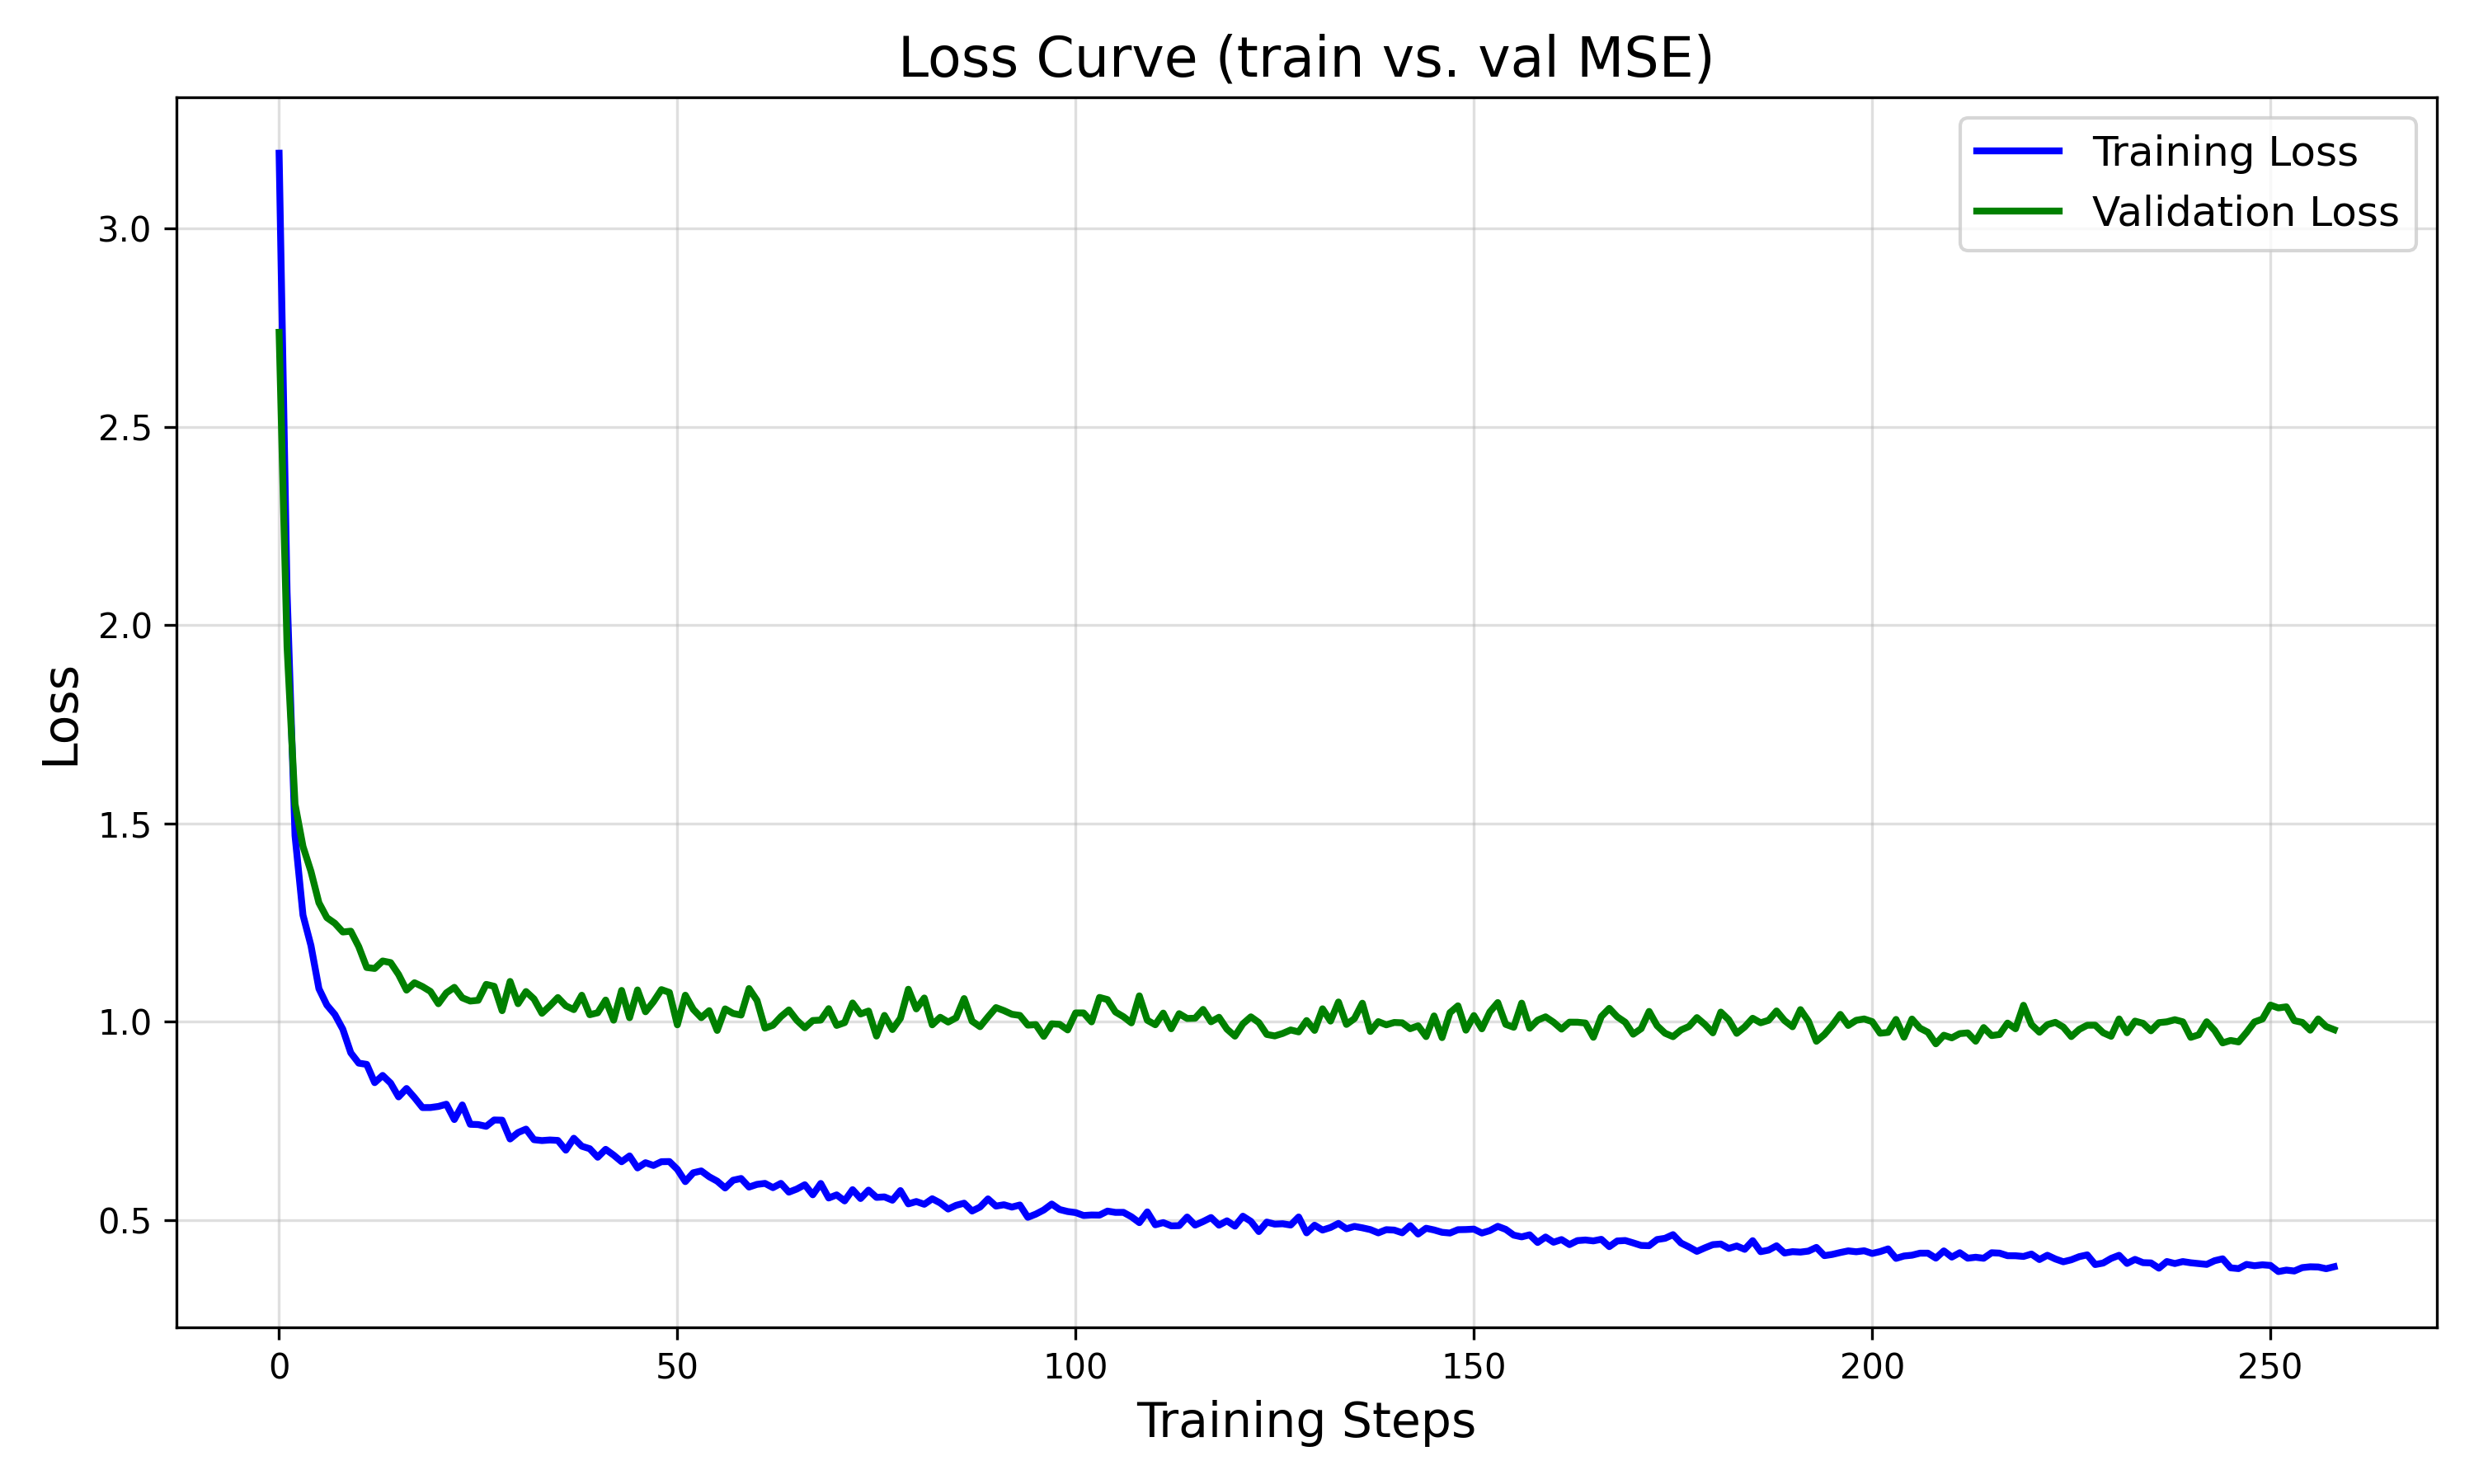 Loss Curve (train vs. val MSE)
Training Loss
Validation Loss
3.0
2.5
2.0
1.5
1.0
0.5
Loss
0 50 100 150 200 250
Training Steps